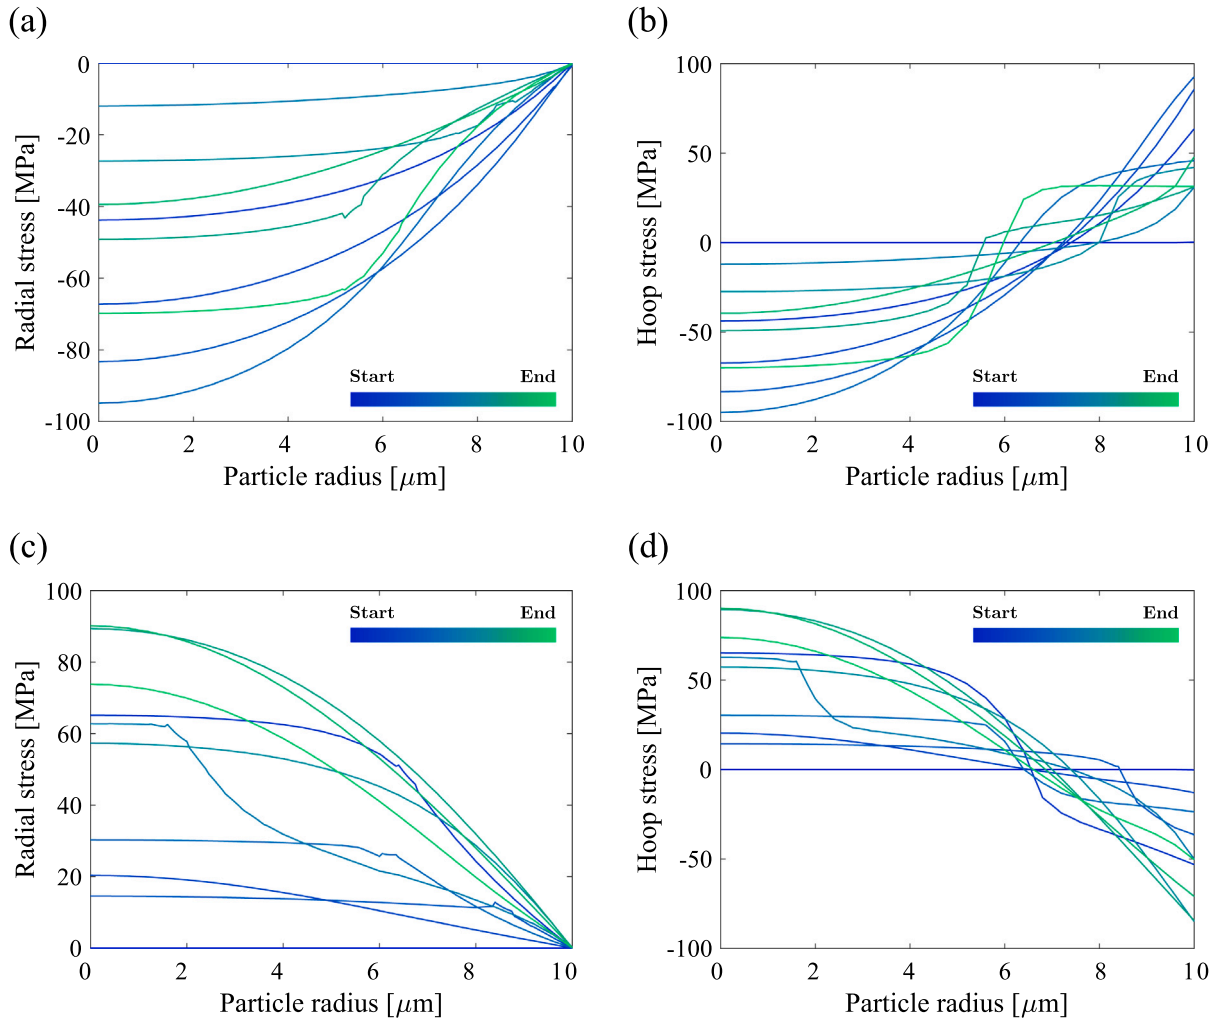 (a)
Radial stress [MPa]
0
-20
-40
-60
-80
-100
Start End
0 2 4 6 8 10
Particle radius [μm]
(b)
Hoop stress [MPa]
100
50
0
-50
-100
Start End
0 2 4 6 8 10
Particle radius [μm]
(c)
Radial stress [MPa]
100
80
60
40
20
0
Start End
0 2 4 6 8 10
Particle radius [μm]
(d)
Hoop stress [MPa]
100
50
0
-50
-100
Start End
0 2 4 6 8 10
Particle radius [μm]